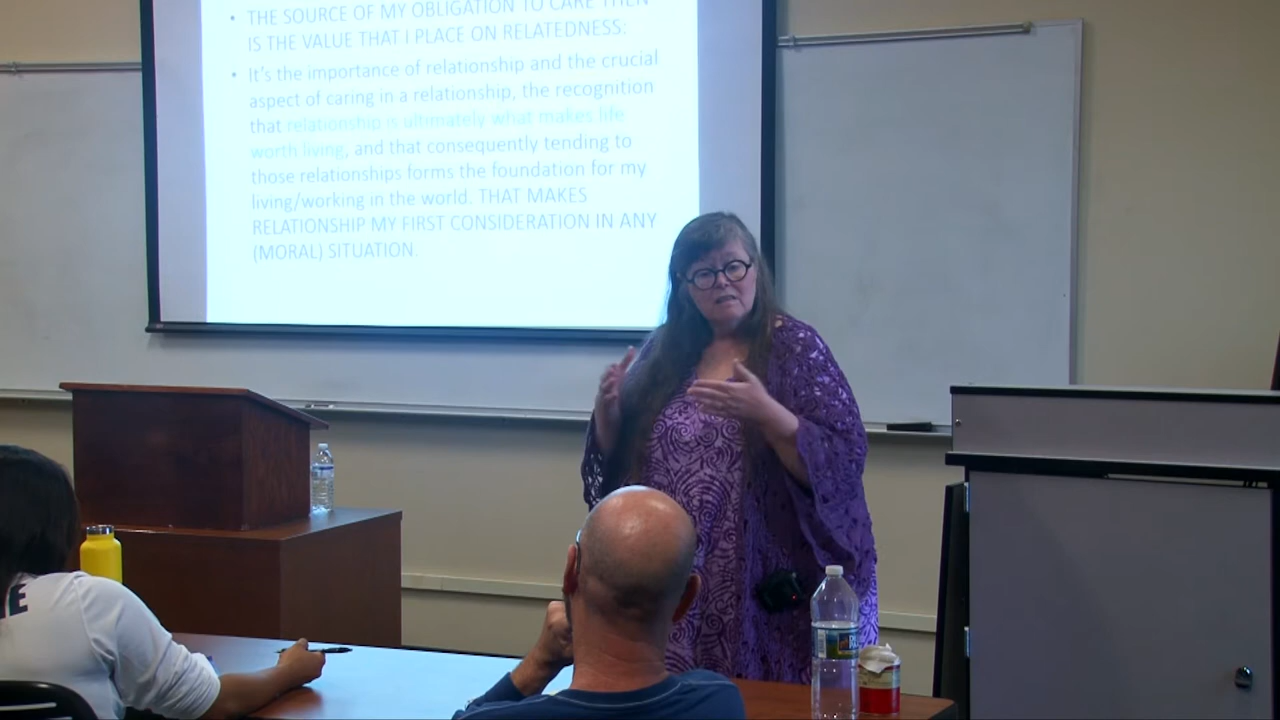 • THE SOURCE OF MY OBLIGATION TO CARE THEN
IS THE VALUE THAT I PLACE ON RELATEDNESS:
• It's the importance of relationship and the crucial
aspect of caring in a relationship, the recognition
that relationship is ultimately what makes life
worth living, and that consequently tending to
those relationships forms the foundation for my
living/working in the world. THAT MAKES
RELATIONSHIP MY FIRST CONSIDERATION IN ANY
(MORAL) SITUATION.
E